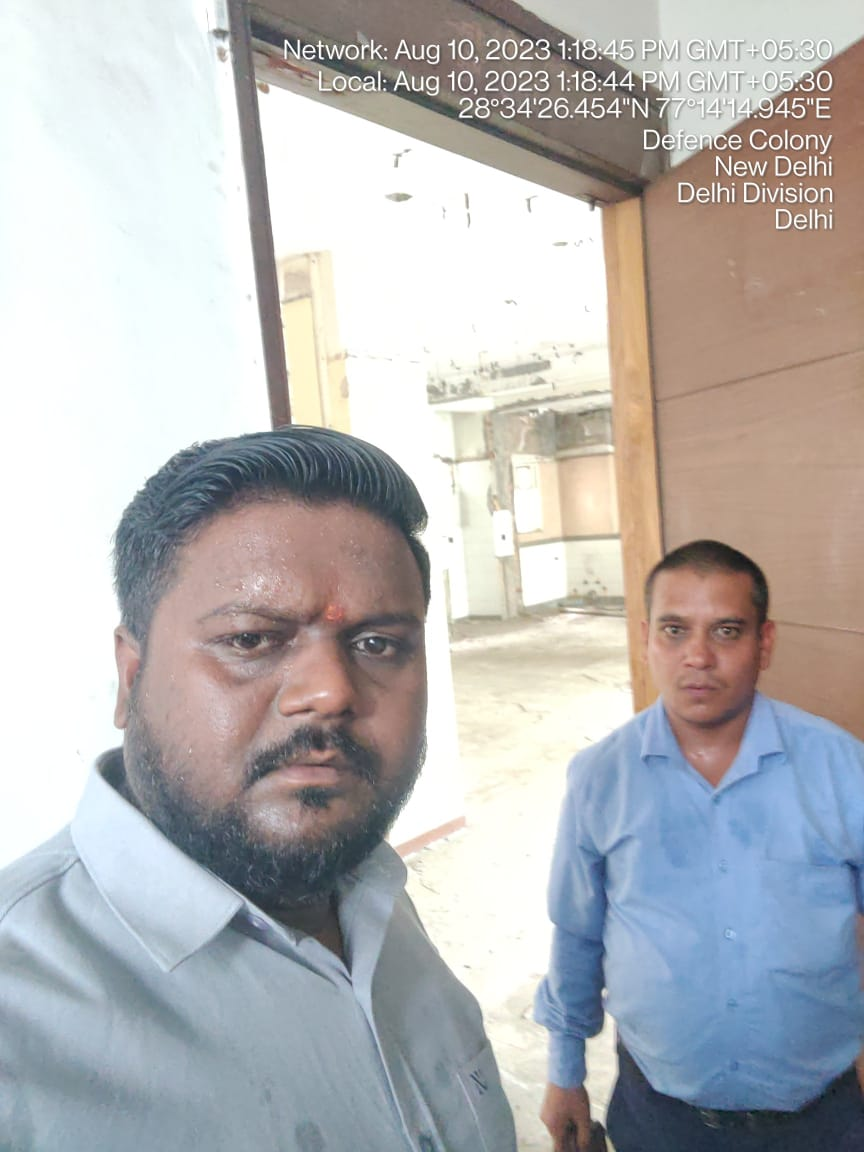 Network: Aug 10, 2023 1:18:45 PM GMT+05:30
Local: Aug 10, 2023 1:18:44 PM GMT+05:30
28°34'26.454"N 77°14'14.945"E
Defence Colony
New Delhi
Delhi Division
Delhi